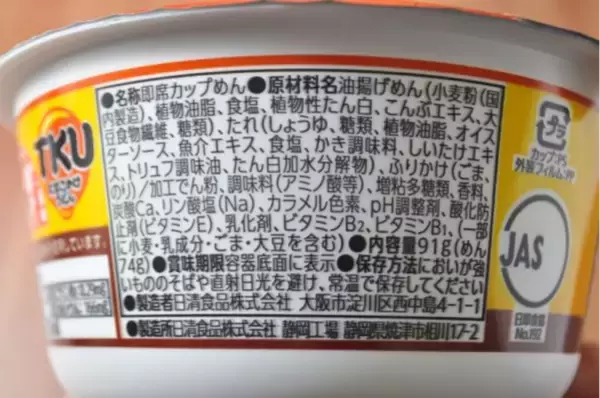 ●名称即席カップめん●原材料名油揚げめん(小麦粉(国
内製造)、植物油脂、食塩、植物性たん白、こんぶエキス、大
豆食物繊維、糖類)、たれ(しょうゆ、糖類、植物油脂、オイス
ターソース、魚介エキス、食塩、かき調味料、しいたけエキ
ス、トリュフ調味油、たん白加水分解物)、ふりかけ(ごま、
のり)/加工でん粉、調味料(アミノ酸等)、増粘多糖類、香料、
炭酸Ca、リン酸塩(Na)、カラメル色素、pH調整剤、酸化防
止剤(ビタミンE)、乳化剤、ビタミンB2、ビタミンB1、(一部
に小麦・乳成分・ごま・大豆を含む)●内容量91g(めん
74g)●賞味期限容器底面に表示●保存方法においが強
いもののそばや直射日光を避け、常温で保存してください
●製造者日清食品株式会社 大阪市淀川区西中島4-1-1
●製造所日清食品株式会社 静岡工場 静岡県焼津市相川17-2
TKU
しています
プラ
カップ:PS
外装フィルム:PP
JAS